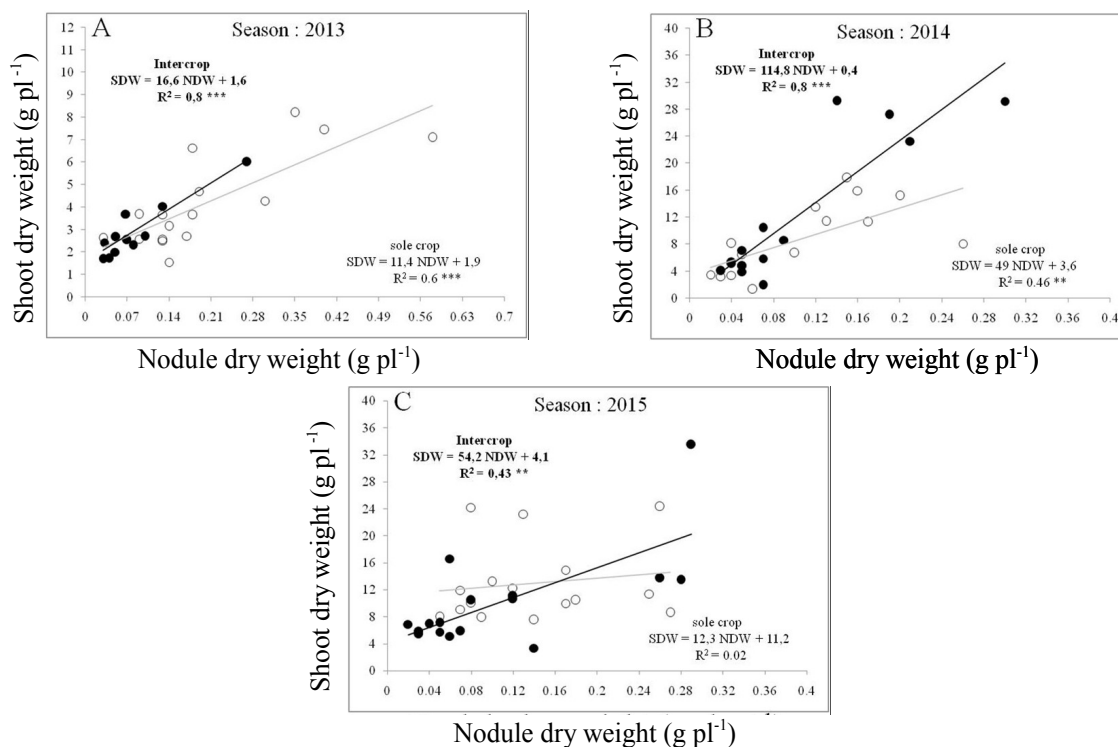 A
Season : 2013
Intercrop
SDW = 16,6 NDW + 1,6
R² = 0,8 ***
sole crop
SDW = 11,4 NDW + 1,9
R² = 0.6 ***
Shoot dry weight (g pl⁻¹)
12
11
10
9
8
7
6
5
4
3
2
1
0
0 0.07 0.14 0.21 0.28 0.35 0.42 0.49 0.56 0.63 0.7
Nodule dry weight (g pl⁻¹)
B
Season : 2014
Intercrop
SDW = 114,8 NDW + 0,4
R² = 0,8 ***
sole crop
SDW = 49 NDW + 3,6
R² = 0.46 **
Shoot dry weight (g pl⁻¹)
40
36
32
28
24
20
16
12
8
4
0
0 0.04 0.08 0.12 0.16 0.2 0.24 0.28 0.32 0.36 0.4
Nodule dry weight (g pl⁻¹)
C
Season : 2015
Intercrop
SDW = 54,2 NDW + 4,1
R² = 0,43 **
sole crop
SDW = 12,3 NDW + 11,2
R² = 0.02
Shoot dry weight (g pl⁻¹)
40
36
32
28
24
20
16
12
8
4
0
0 0.04 0.08 0.12 0.16 0.2 0.24 0.28 0.32 0.36 0.4
Nodule dry weight (g pl⁻¹)